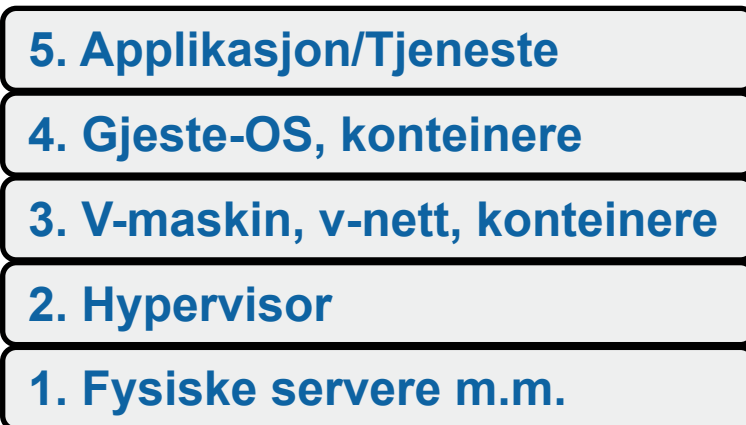 5. Applikasjon/Tjeneste
4. Gjeste-OS, konteinere
3. V-maskin, v-nett, konteinere
2. Hypervisor
1. Fysiske servere m.m.